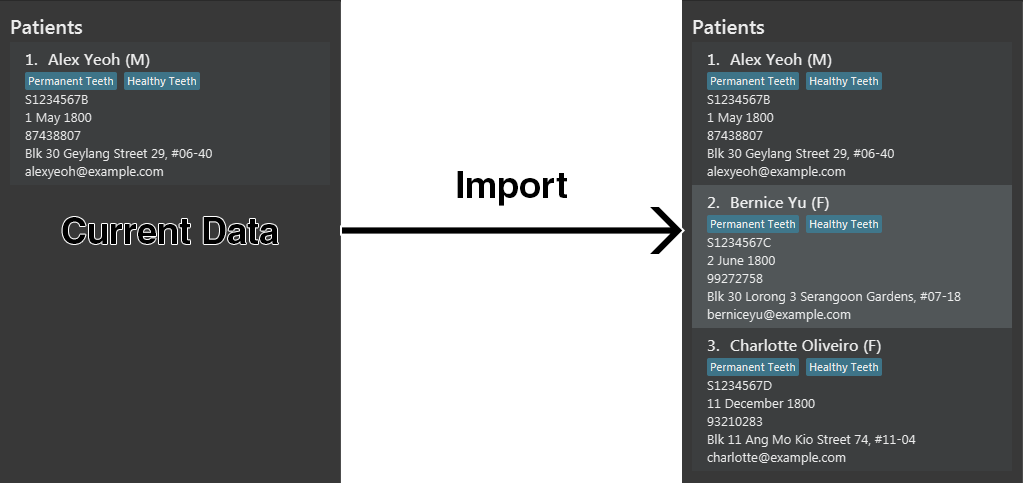 Patients
1. Alex Yeoh (M)
Permanent Teeth Healthy Teeth
S1234567B
1 May 1800
87438807
Blk 30 Geylang Street 29, #06-40
alexyeoh@example.com
Current Data
Import
Patients
1. Alex Yeoh (M)
Permanent Teeth Healthy Teeth
S1234567B
1 May 1800
87438807
Blk 30 Geylang Street 29, #06-40
alexyeoh@example.com
2. Bernice Yu (F)
Permanent Teeth Healthy Teeth
S1234567C
2 June 1800
99272758
Blk 30 Lorong 3 Serangoon Gardens, #07-18
berniceyu@example.com
3. Charlotte Oliveiro (F)
Permanent Teeth Healthy Teeth
S1234567D
11 December 1800
93210283
Blk 11 Ang Mo Kio Street 74, #11-04
charlotte@example.com